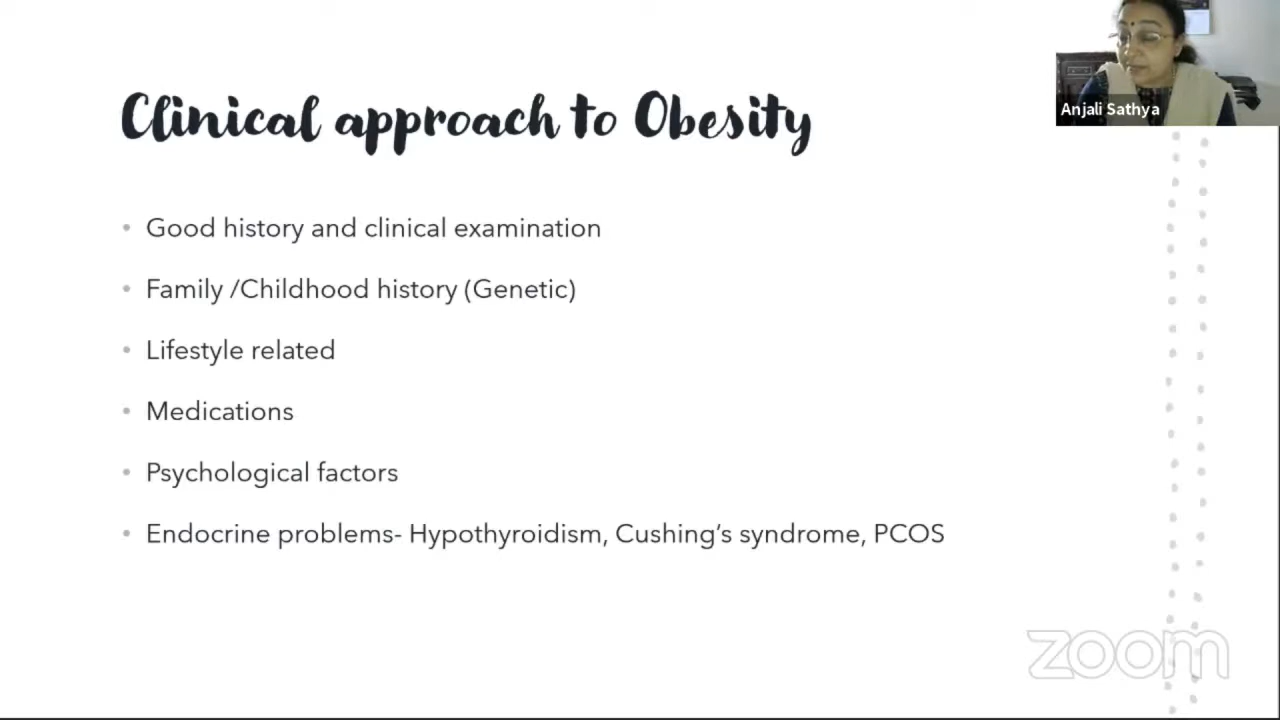 Clinical approach to Obesity
Anjali Sathya
• Good history and clinical examination
• Family /Childhood history (Genetic)
• Lifestyle related
• Medications
• Psychological factors
• Endocrine problems- Hypothyroidism, Cushing’s syndrome, PCOS
zoom